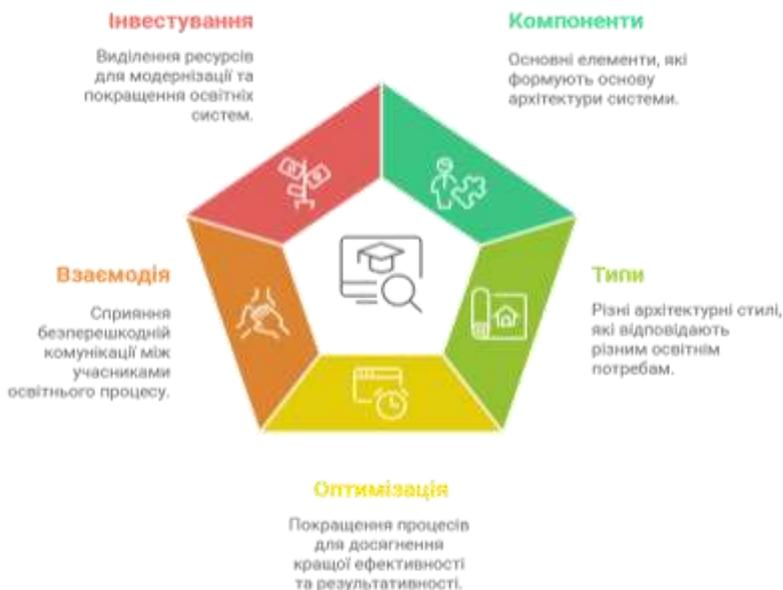 Інвестування
Виділення ресурсів
для модернізації та
покращення освітніх
систем.
Компоненти
Основні елементи, які
формують основу
архітектури системи.
Взаємодія
Сприяння
безперешкодній
комунікації між
учасниками
освітнього процесу.
Типи
Різні архітектурні стилі,
які відповідають
різним освітнім
потребам.
Оптимізація
Покращення процесів
для досягнення
кращої ефективності
та результативності.